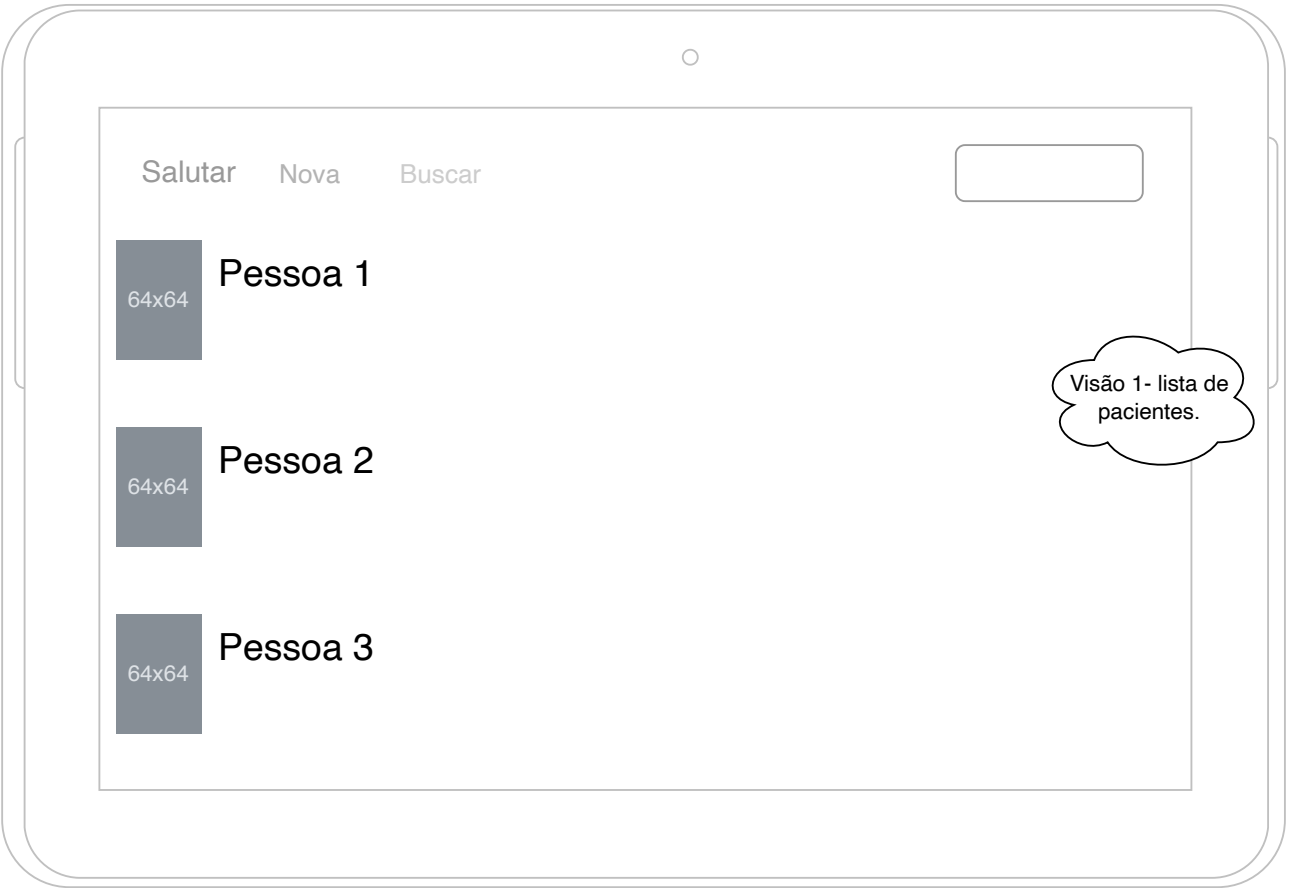 Salutar Nova Buscar
64x64 Pessoa 1
Visão 1- lista de
pacientes.
64x64 Pessoa 2
64x64 Pessoa 3